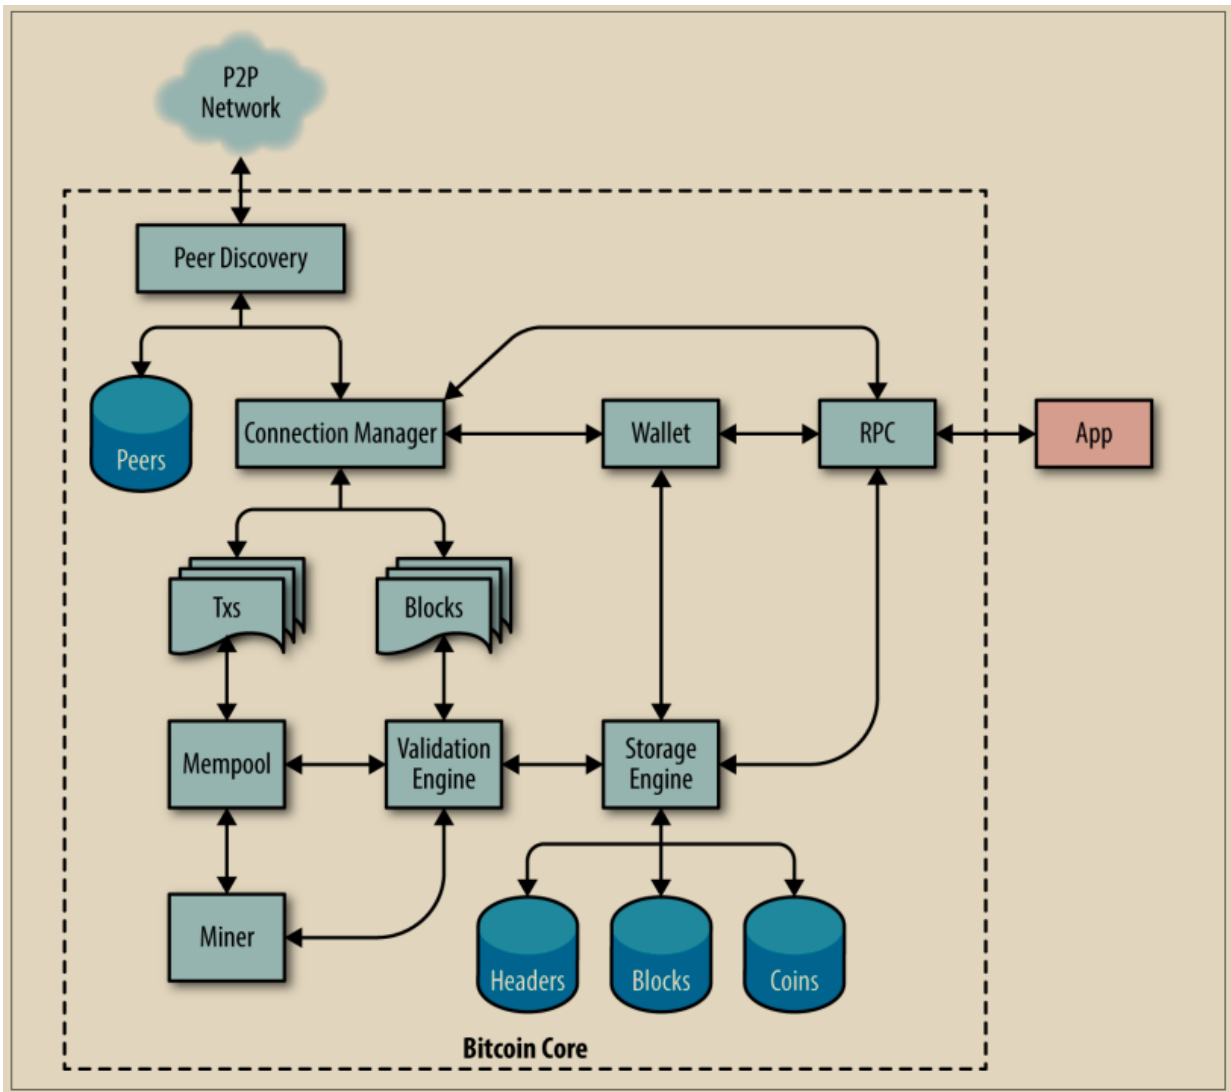 P2P
Network
Peer Discovery
Peers
Connection Manager
Wallet
RPC
App
Txs
Blocks
Mempool
Validation
Engine
Storage
Engine
Miner
Headers
Blocks
Coins
Bitcoin Core